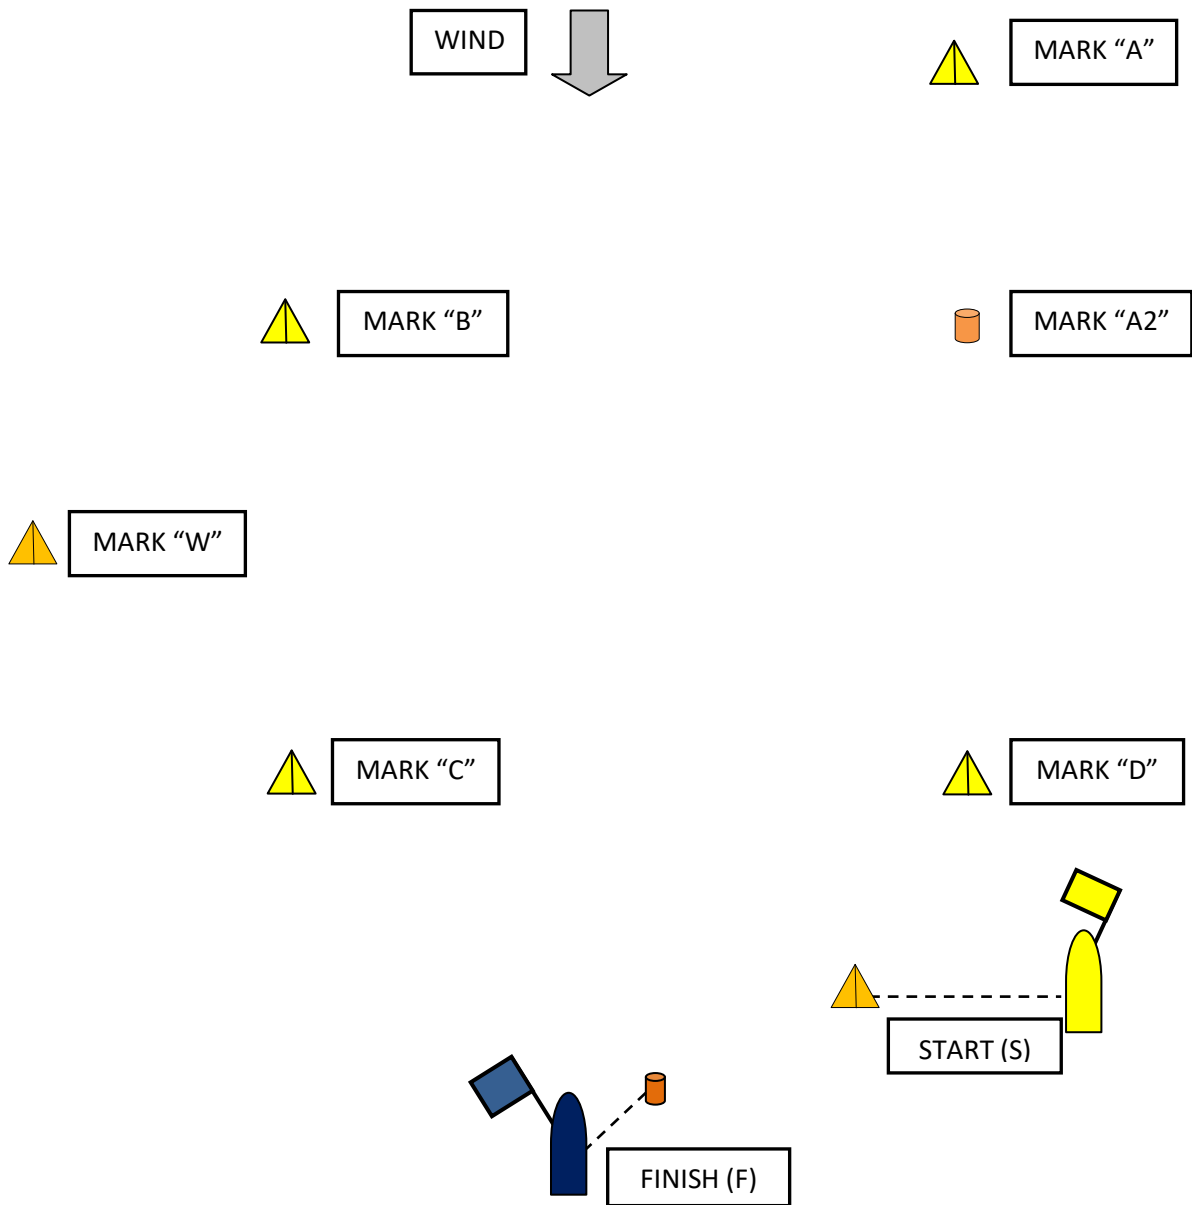 WIND
MARK “A”
MARK “B”
MARK “A2”
MARK “W”
MARK “C”
MARK “D”
START (S)
FINISH (F)